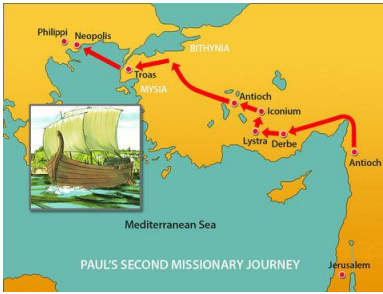 Philippi
Neopolis
BITHYNIA
Troas
MYSIA
Antioch
Iconium
Lystra
Derbe
Antioch
Mediterranean Sea
PAUL'S SECOND MISSIONARY JOURNEY
Jerusalem